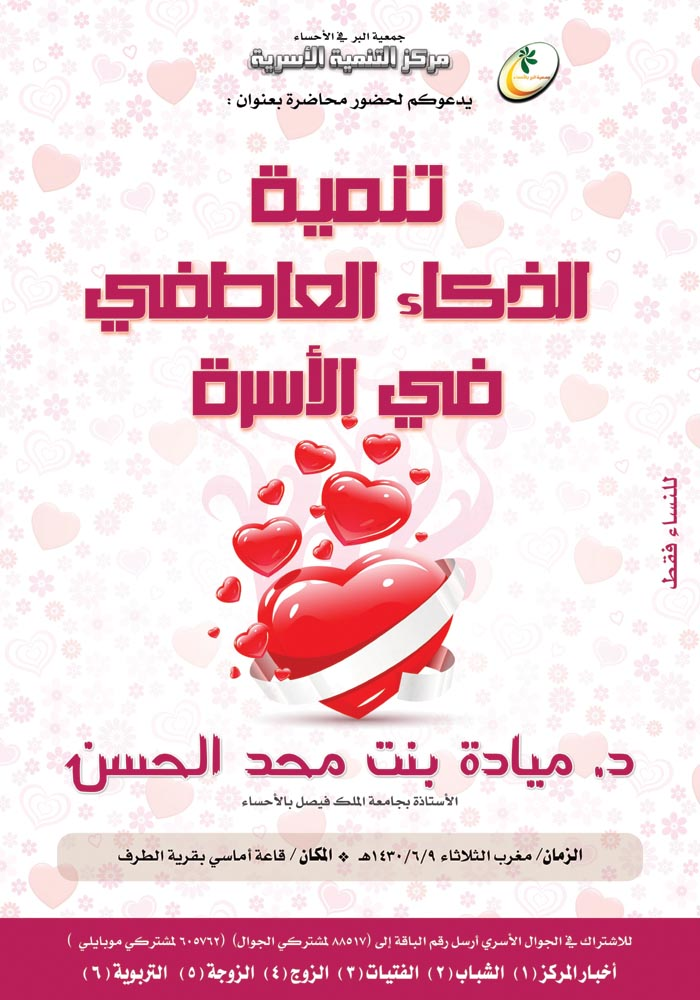 جمعية البر في الأحساء
مركز التنمية الأسرية
جمعية البر بالأحساء
يدعوكم لحضور محاضرة بعنوان :
تنمية
الذكاء العاطفي
في الأسرة
للنساء فقط
د. ميادة بنت محمد الحسن
الأستاذة بجامعة الملك فيصل بالأحساء
الزمان/ مغرب الثلاثاء ١٤٣٠/٦/٩هـ ❖ المكان/ قاعة أماسي بقرية الطرف
للاشتراك في الجوال الأسري أرسل رقم الباقة إلى (٨٨٥١٧ لمشتركي الجوال) (٦٠٥٧٦٢ لمشتركي موبايلي )
أخبار المركز (١) الشباب (٢) الفتيات (٣) الزوج (٤) الزوجة (٥) التربوية (٦)